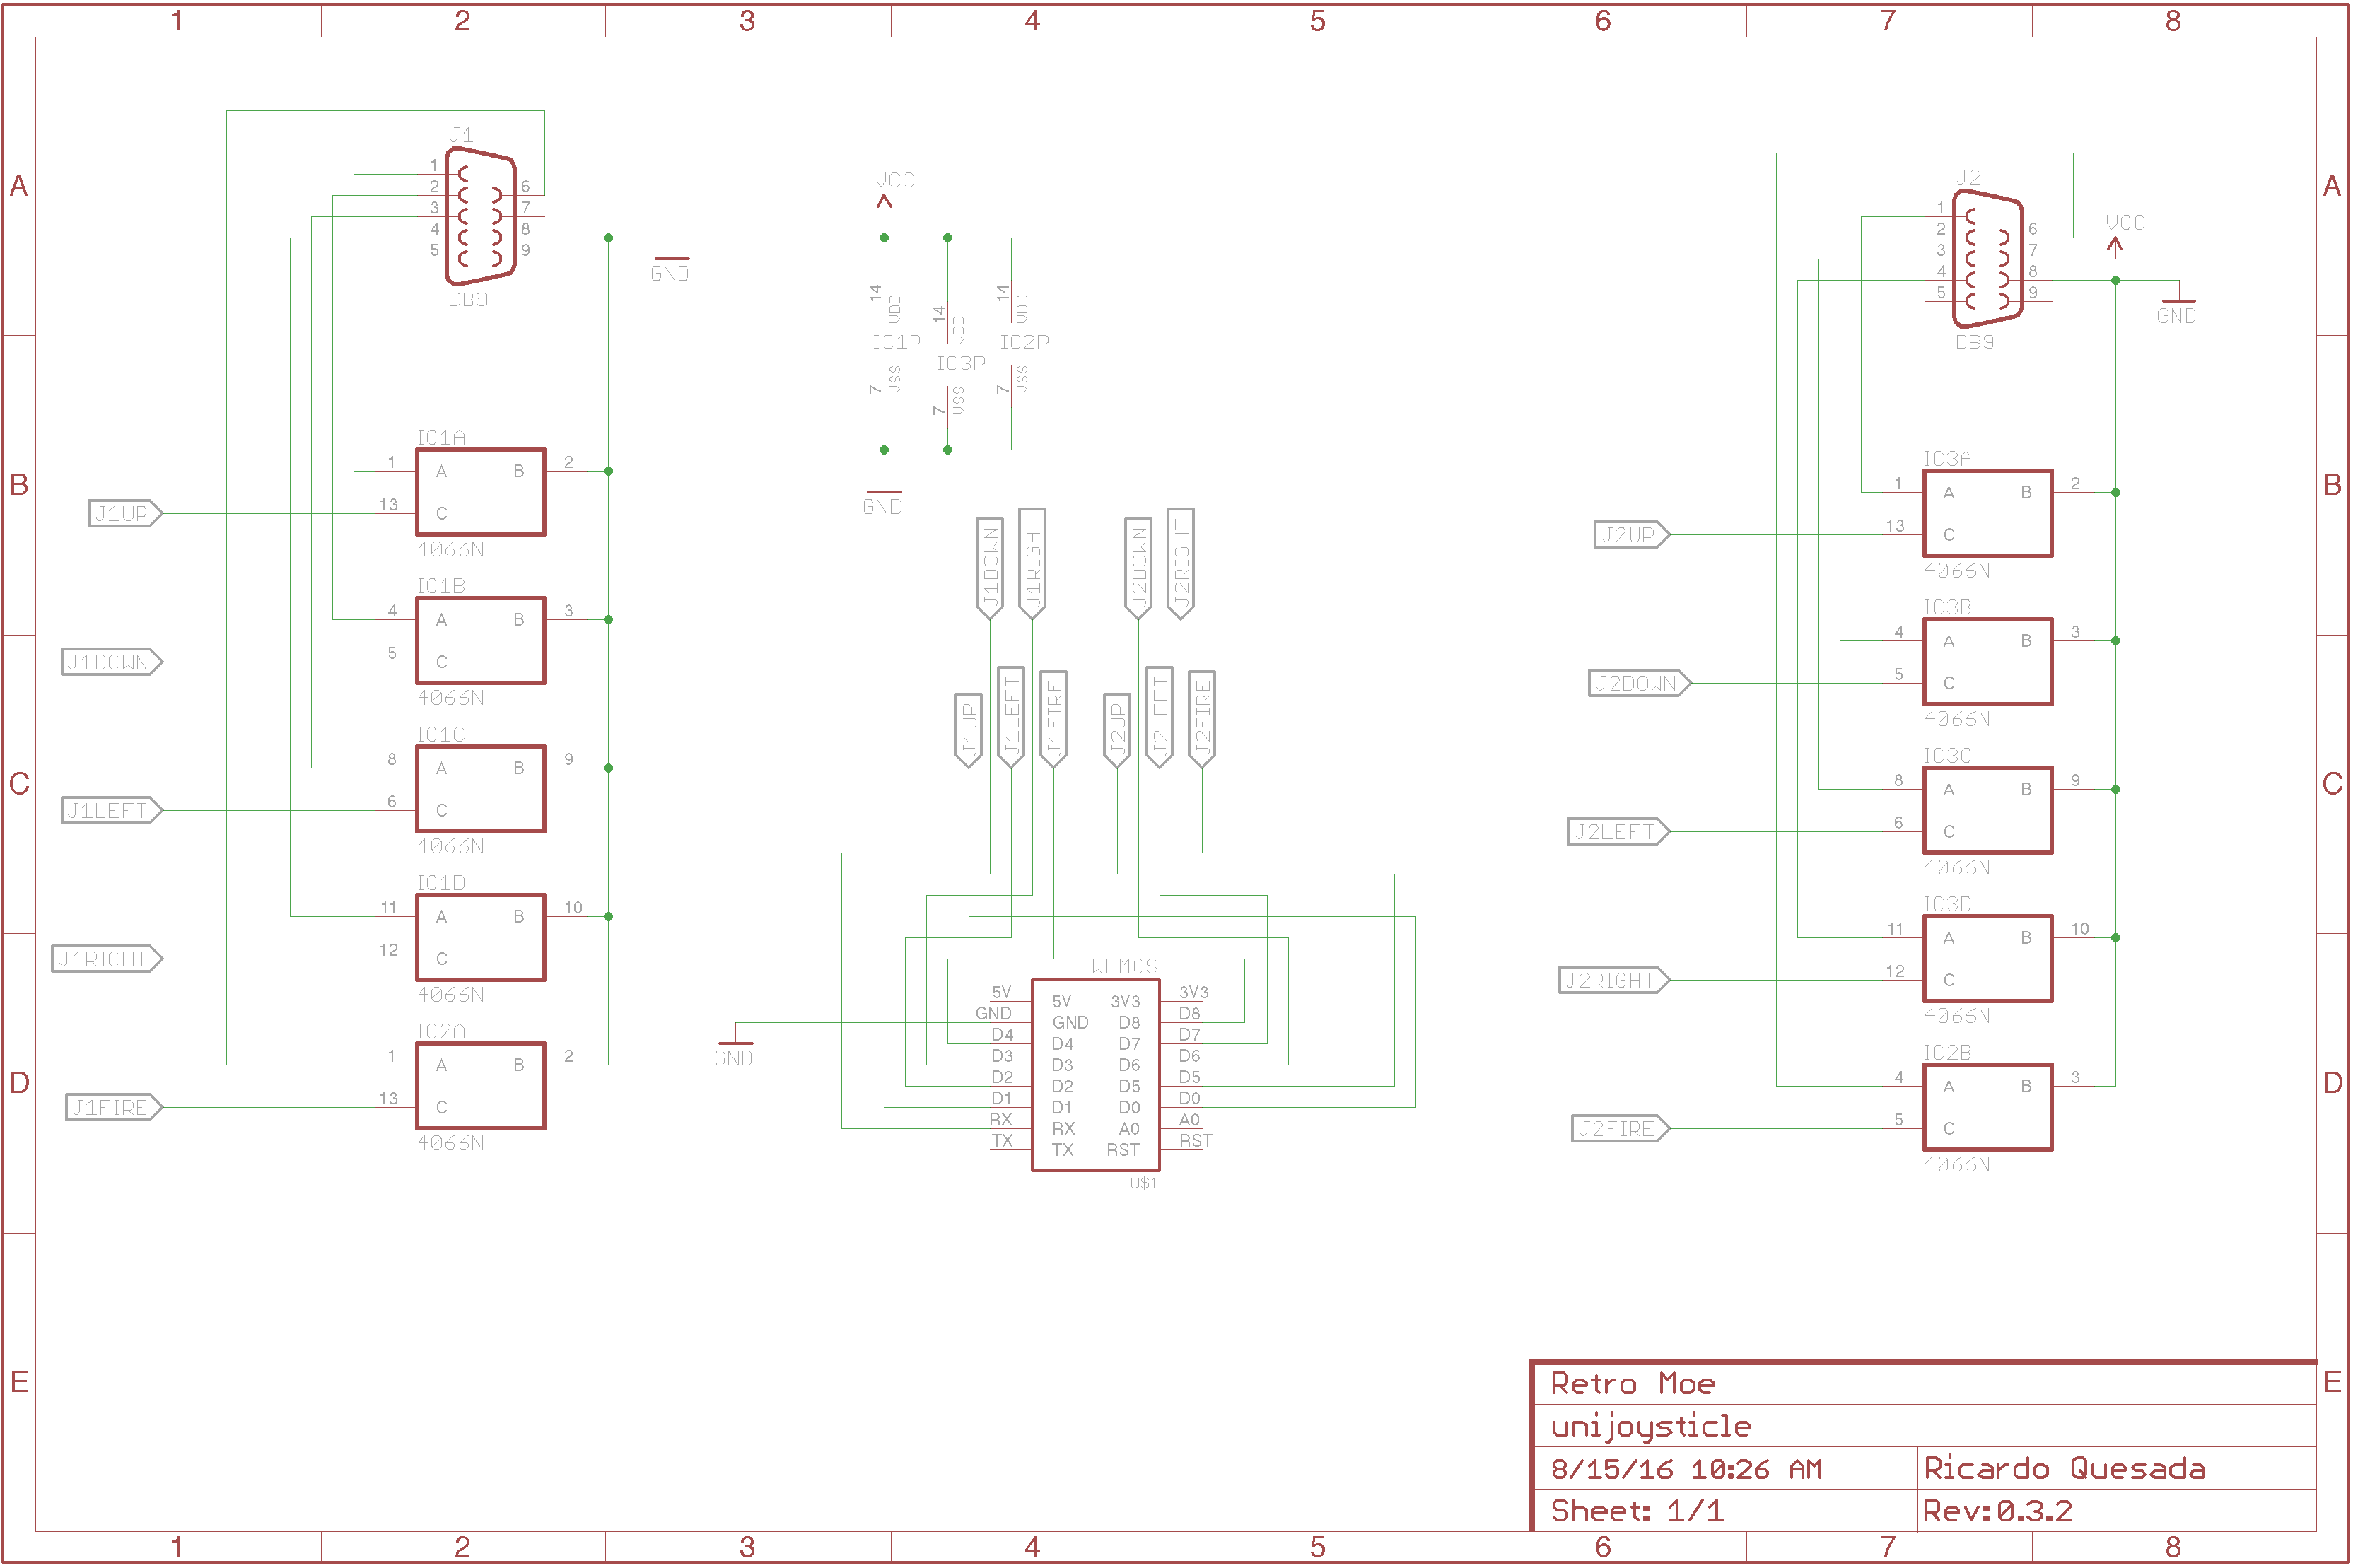 1 2 3 4 5 6 7 8
A A
J1
1
2
3
4
5
6
7
8
9
DB9
GND
VCC
14 VDD
14 VDD
14 VDD
IC1P
IC3P
IC2P
7 VSS
7 VSS
7 VSS
GND
J2
1
2
3
4
5
6
7
8
9
DB9
VCC
GND
B B
IC1A
1 A B 2
J1UP 13 C
4066N
IC1B
4 A B 3
J1DOWN 5 C
4066N
C C
IC1C
8 A B 9
J1LEFT 6 C
4066N
IC1D
11 A B 10
J1RIGHT 12 C
4066N
D D
IC2A
1 A B 2
J1FIRE 13 C
4066N
J1DOWN J1RIGHT J2DOWN J2RIGHT
J1UP J1LEFT J1FIRE J2UP J2LEFT J2FIRE
WEMOS
5V 5V 3V3 3V3
GND GND D8 D8
D4 D4 D7 D7
D3 D3 D6 D6
D2 D2 D5 D5
D1 D1 D0 D0
RX RX A0 A0
TX TX RST RST
U$1
GND
IC3A
1 A B 2
J2UP 13 C
4066N
IC3B
4 A B 3
J2DOWN 5 C
4066N
IC3C
8 A B 9
J2LEFT 6 C
4066N
IC3D
11 A B 10
J2RIGHT 12 C
4066N
IC2B
4 A B 3
J2FIRE 5 C
4066N
E E
Retro Moe
unijoysticle
8/15/16 10:26 AM Ricardo Quesada
Sheet: 1/1 Rev:0.3.2
1 2 3 4 5 6 7 8